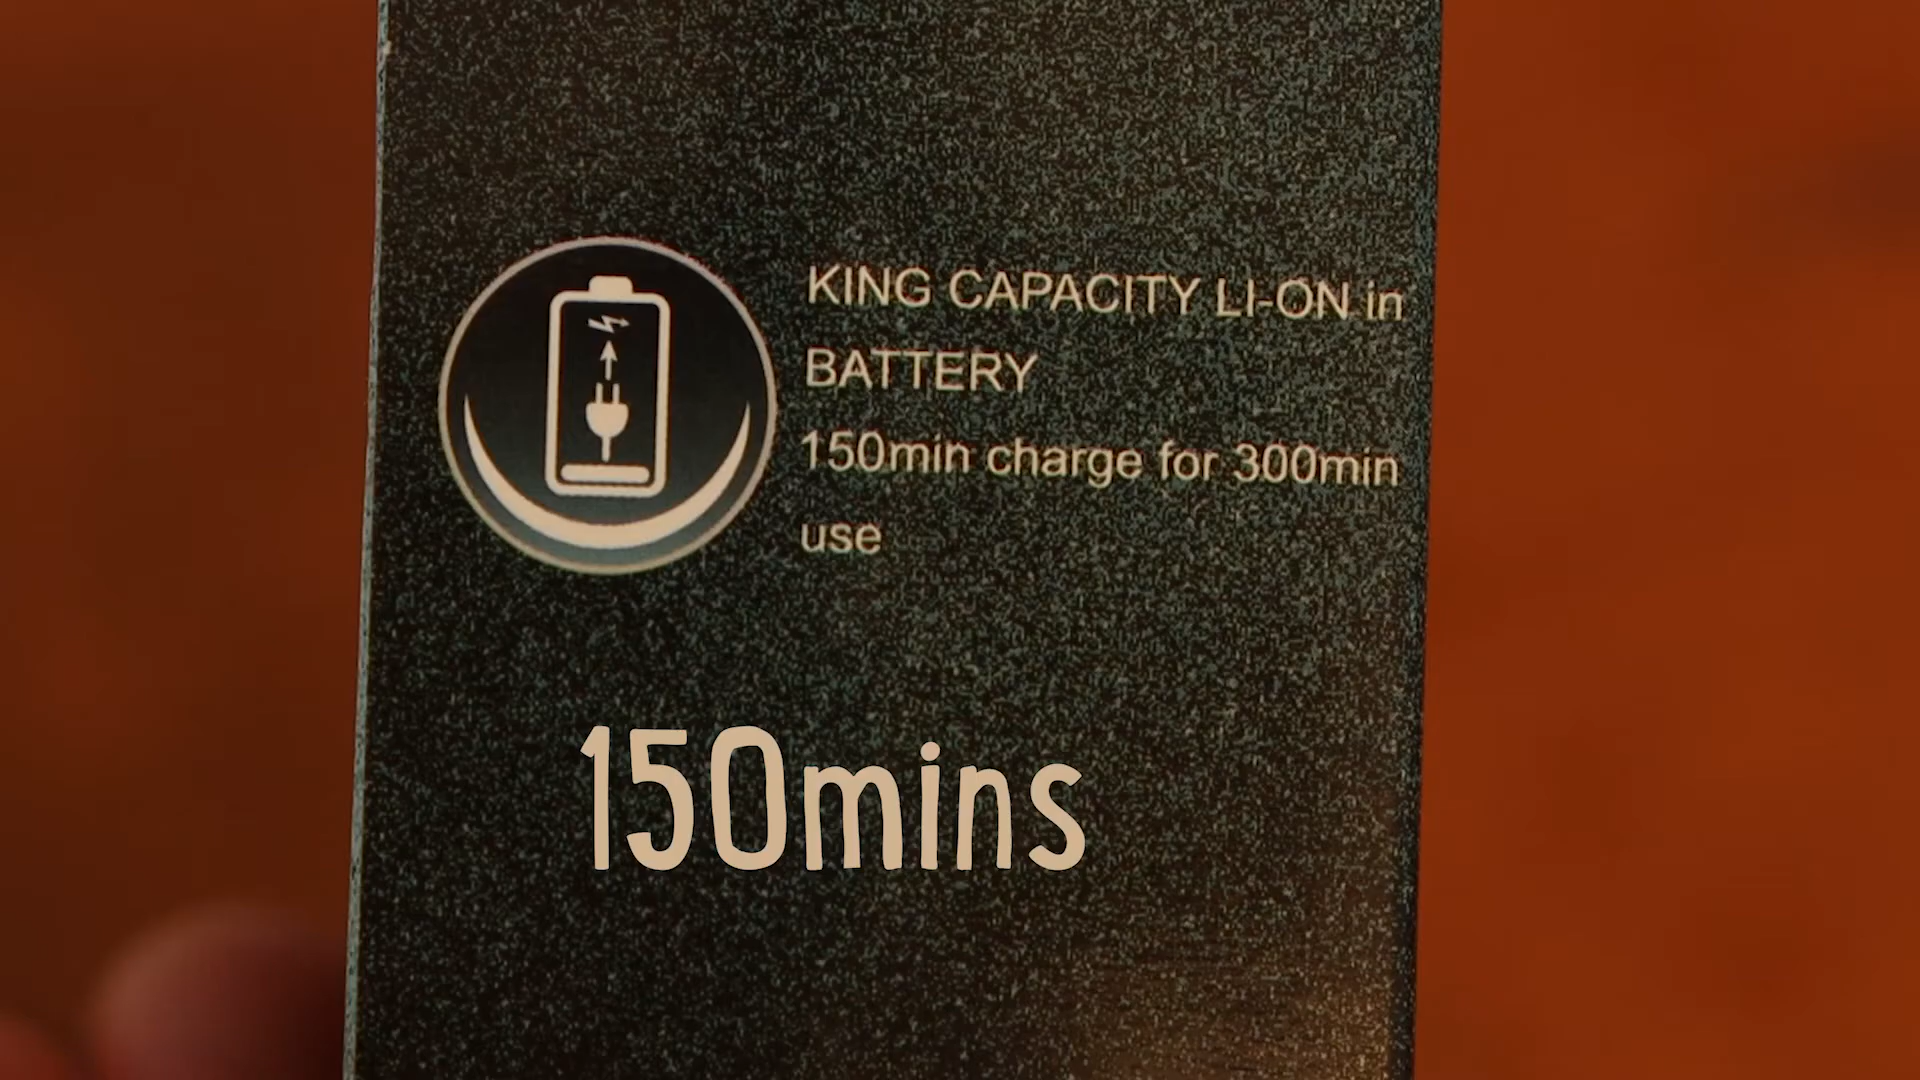 KING CAPACITY LI-ON in
BATTERY
150min charge for 300min
use
150mins